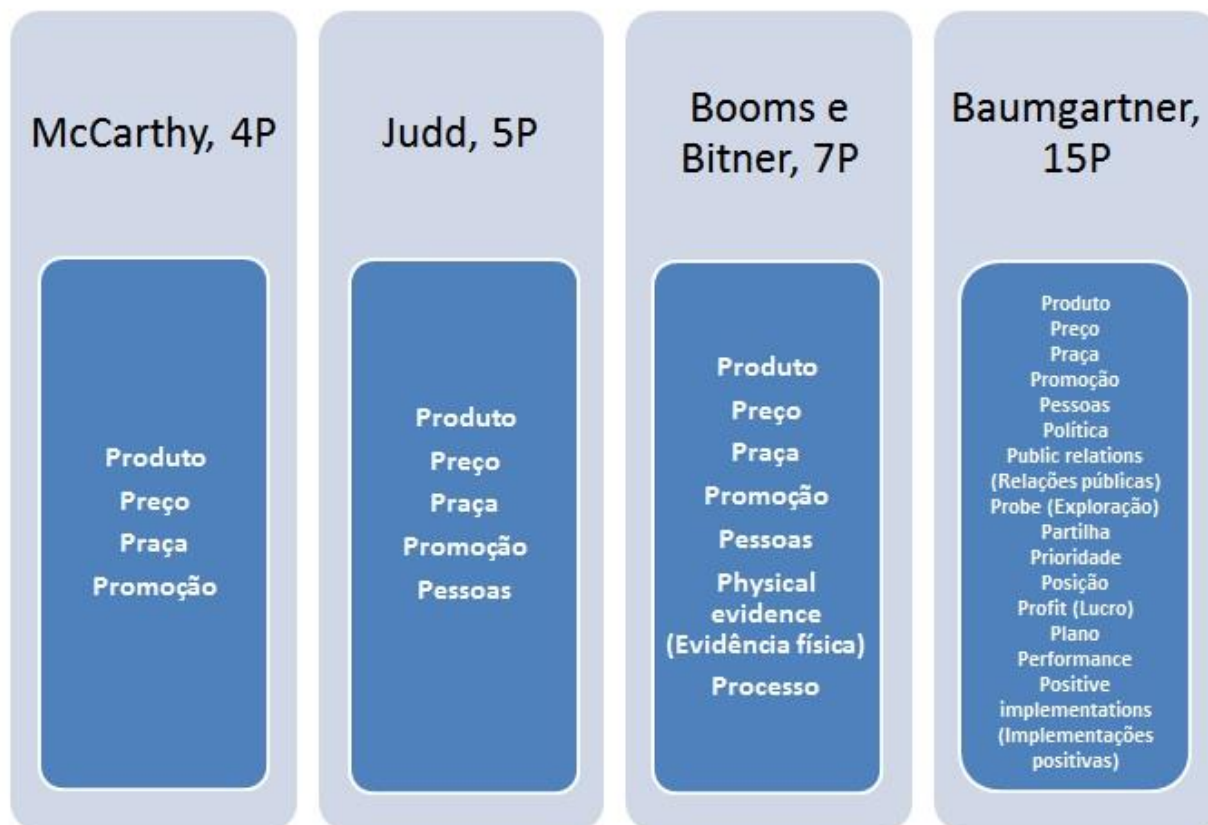 McCarthy, 4P
Produto
Preço
Praça
Promoção
Judd, 5P
Produto
Preço
Praça
Promoção
Pessoas
Booms e
Bitner, 7P
Produto
Preço
Praça
Promoção
Pessoas
Physical
evidence
(Evidência física)
Processo
Baumgartner,
15P
Produto
Preço
Praça
Promoção
Pessoas
Política
Public relations
(Relações públicas)
Probe (Exploração)
Partilha
Prioridade
Posição
Profit (Lucro)
Plano
Performance
Positive
implementations
(Implementações
positivas)